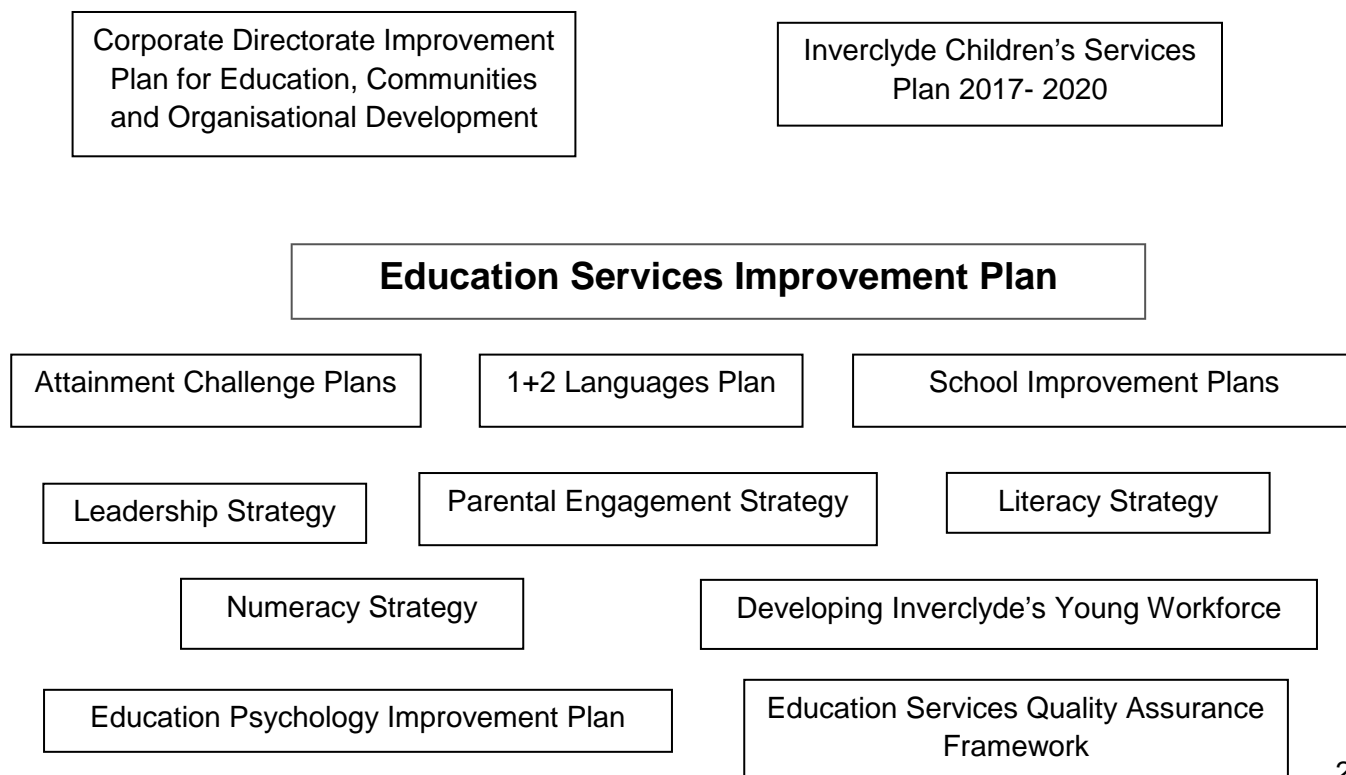 Corporate Directorate Improvement
Plan for Education, Communities
and Organisational Development
Inverclyde Children’s Services
Plan 2017- 2020
Education Services Improvement Plan
Attainment Challenge Plans
1+2 Languages Plan
School Improvement Plans
Leadership Strategy
Parental Engagement Strategy
Literacy Strategy
Numeracy Strategy
Developing Inverclyde’s Young Workforce
Education Psychology Improvement Plan
Education Services Quality Assurance
Framework
2